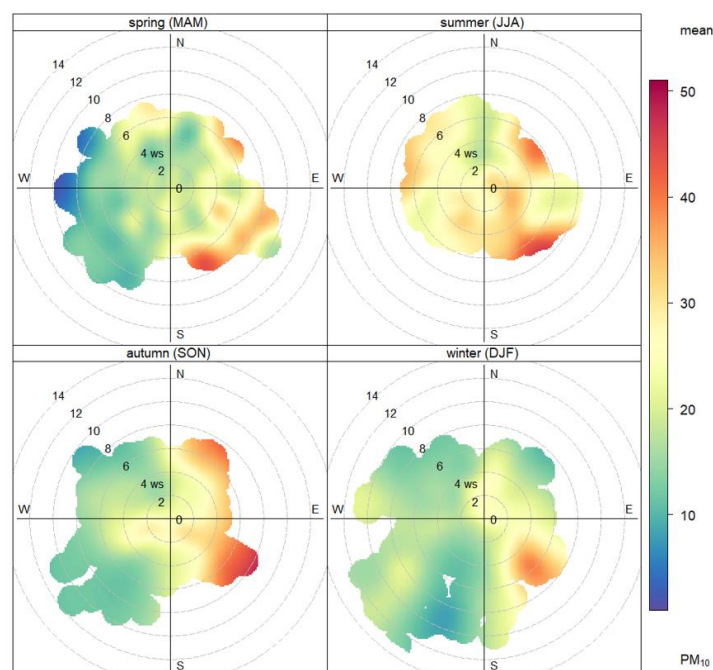 spring (MAM)
N
14
12
10
8
6
4 ws
2
0
W
E
S
summer (JJA)
N
14
12
10
8
6
4 ws
2
0
W
E
S
autumn (SON)
N
14
12
10
8
6
4 ws
2
0
W
E
S
winter (DJF)
N
14
12
10
8
6
4 ws
2
0
W
E
S
mean
50
40
30
20
10
PM₁₀